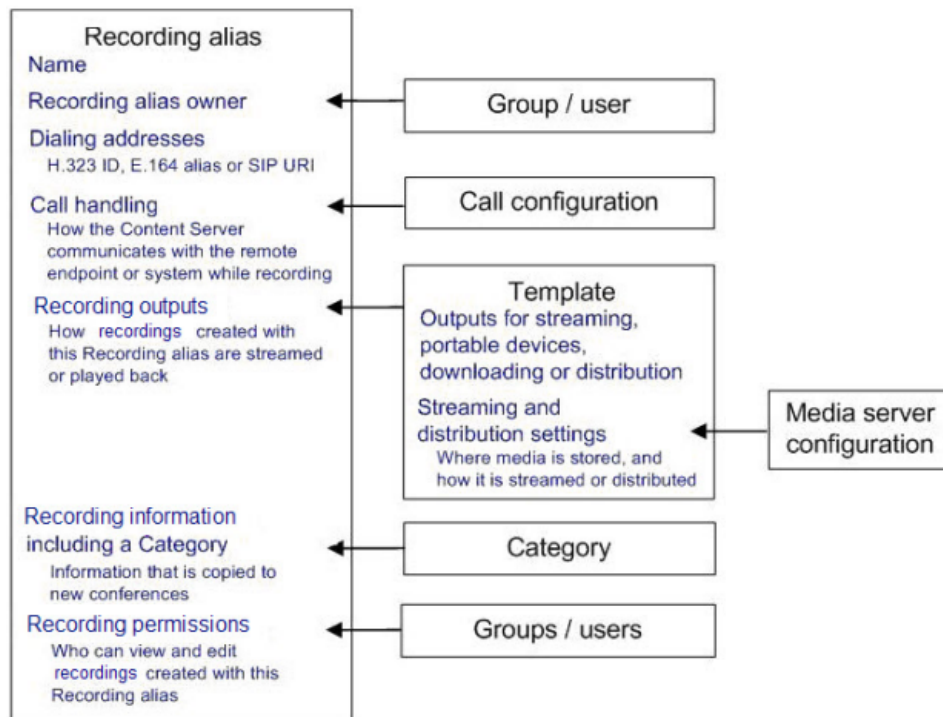 Recording alias
Name
Recording alias owner
Group / user
Dialing addresses
H.323 ID, E.164 alias or SIP URI
Call handling
Call configuration
How the Content Server
communicates with the remote
endpoint or system while recording
Recording outputs
How recordings created with
this Recording alias are streamed
or played back
Template
Outputs for streaming,
portable devices,
downloading or distribution
Streaming and
distribution settings
Where media is stored, and
how it is streamed or distributed
Media server
configuration
Recording information
including a Category
Information that is copied to
new conferences
Category
Recording permissions
Who can view and edit
recordings created with this
Recording alias
Groups / users